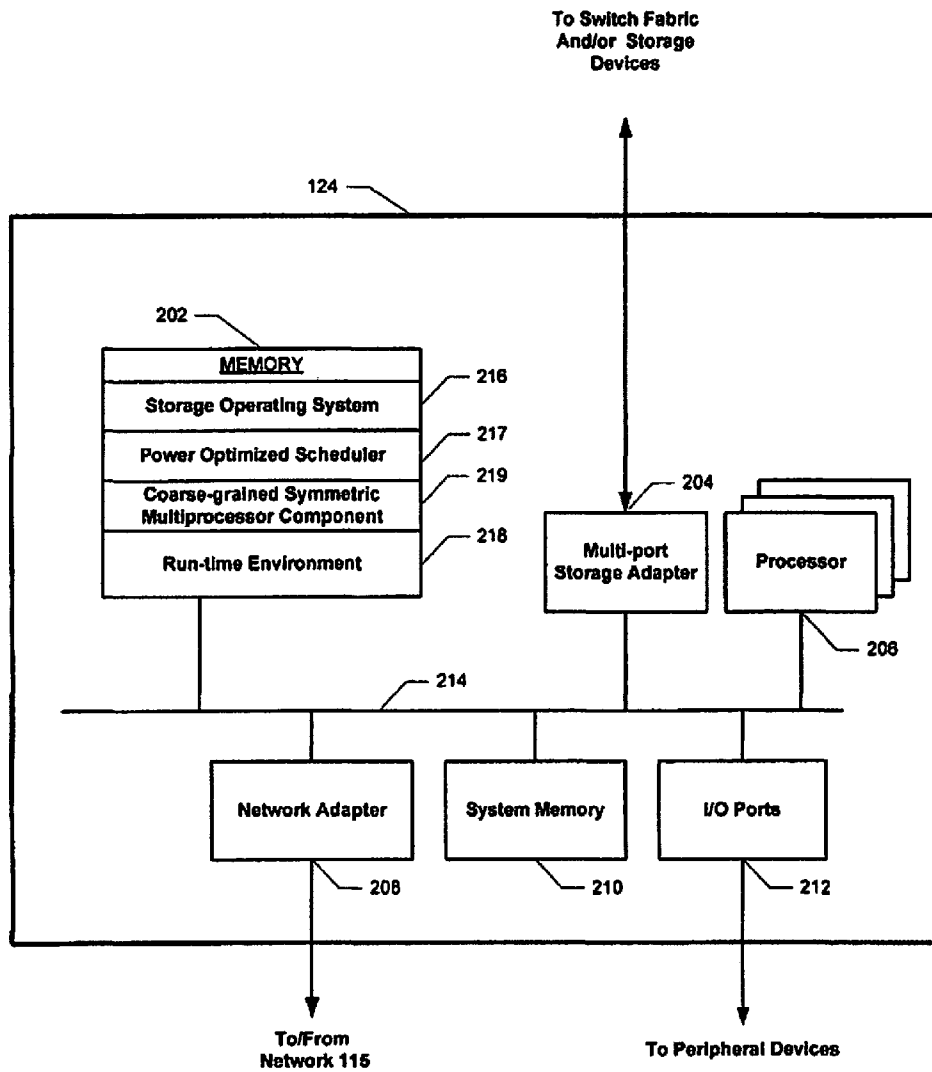 To Switch Fabric
And/or Storage
Devices
124
202
MEMORY
216
Storage Operating System
217
Power Optimized Scheduler
219
Coarse-grained Symmetric
Multiprocessor Component
218
Run-time Environment
204
Multi-port
Storage Adapter
Processor
206
214
Network Adapter
System Memory
I/O Ports
208
210
212
To/From
Network 115
To Peripheral Devices